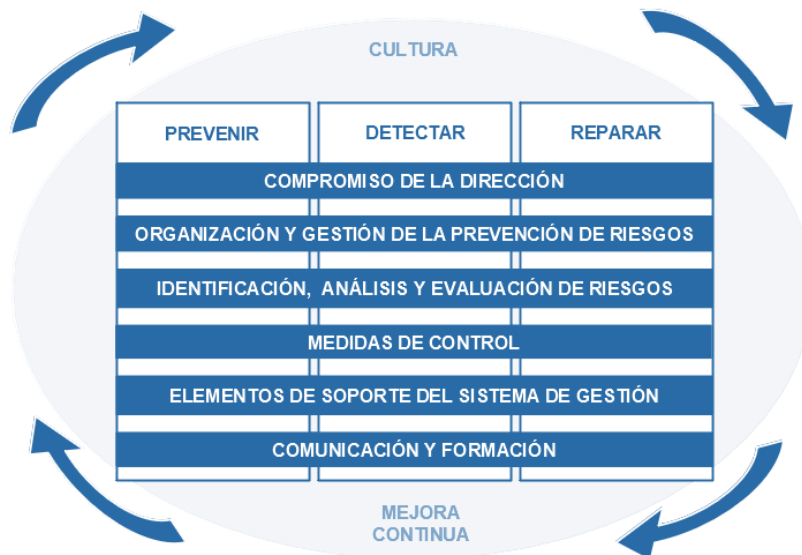 CULTURA
PREVENIR
DETECTAR
REPARAR
COMPROMISO DE LA DIRECCIÓN
ORGANIZACIÓN Y GESTIÓN DE LA PREVENCIÓN DE RIESGOS
IDENTIFICACIÓN, ANÁLISIS Y EVALUACIÓN DE RIESGOS
MEDIDAS DE CONTROL
ELEMENTOS DE SOPORTE DEL SISTEMA DE GESTIÓN
COMUNICACIÓN Y FORMACIÓN
MEJORA
CONTINUA